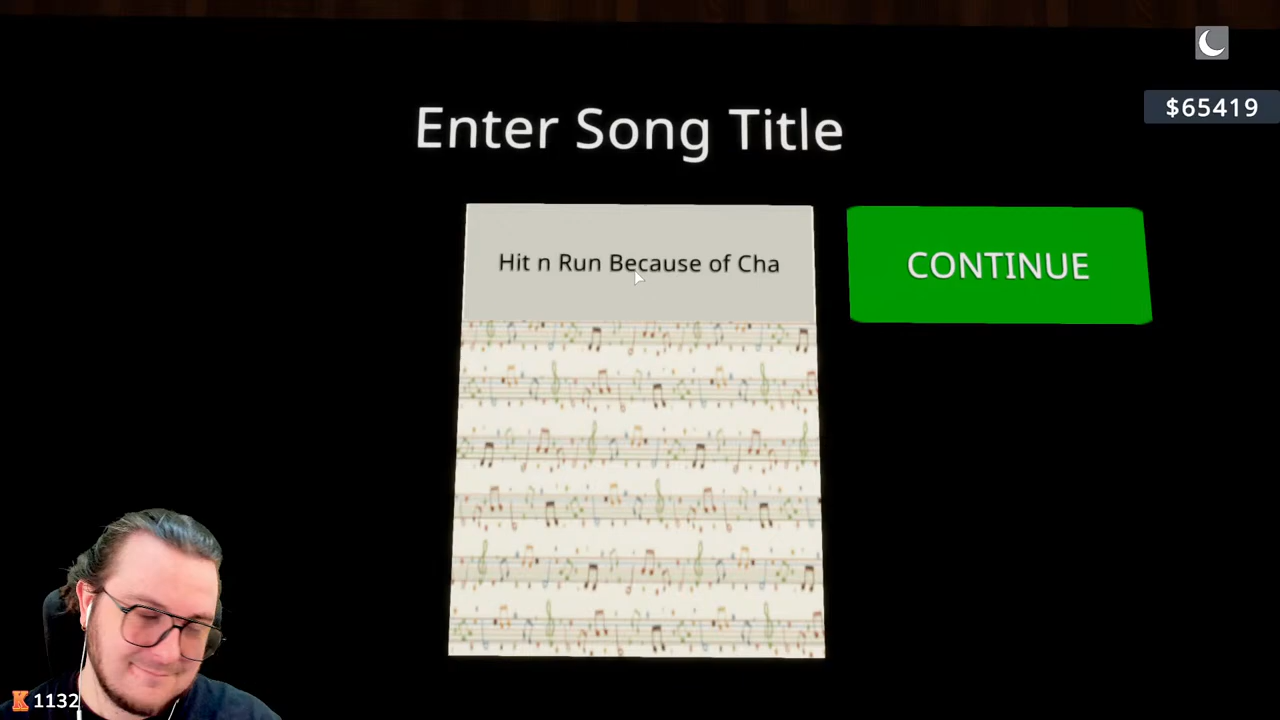 $65419
Enter Song Title
Hit n Run Because of Cha
CONTINUE
K 1132